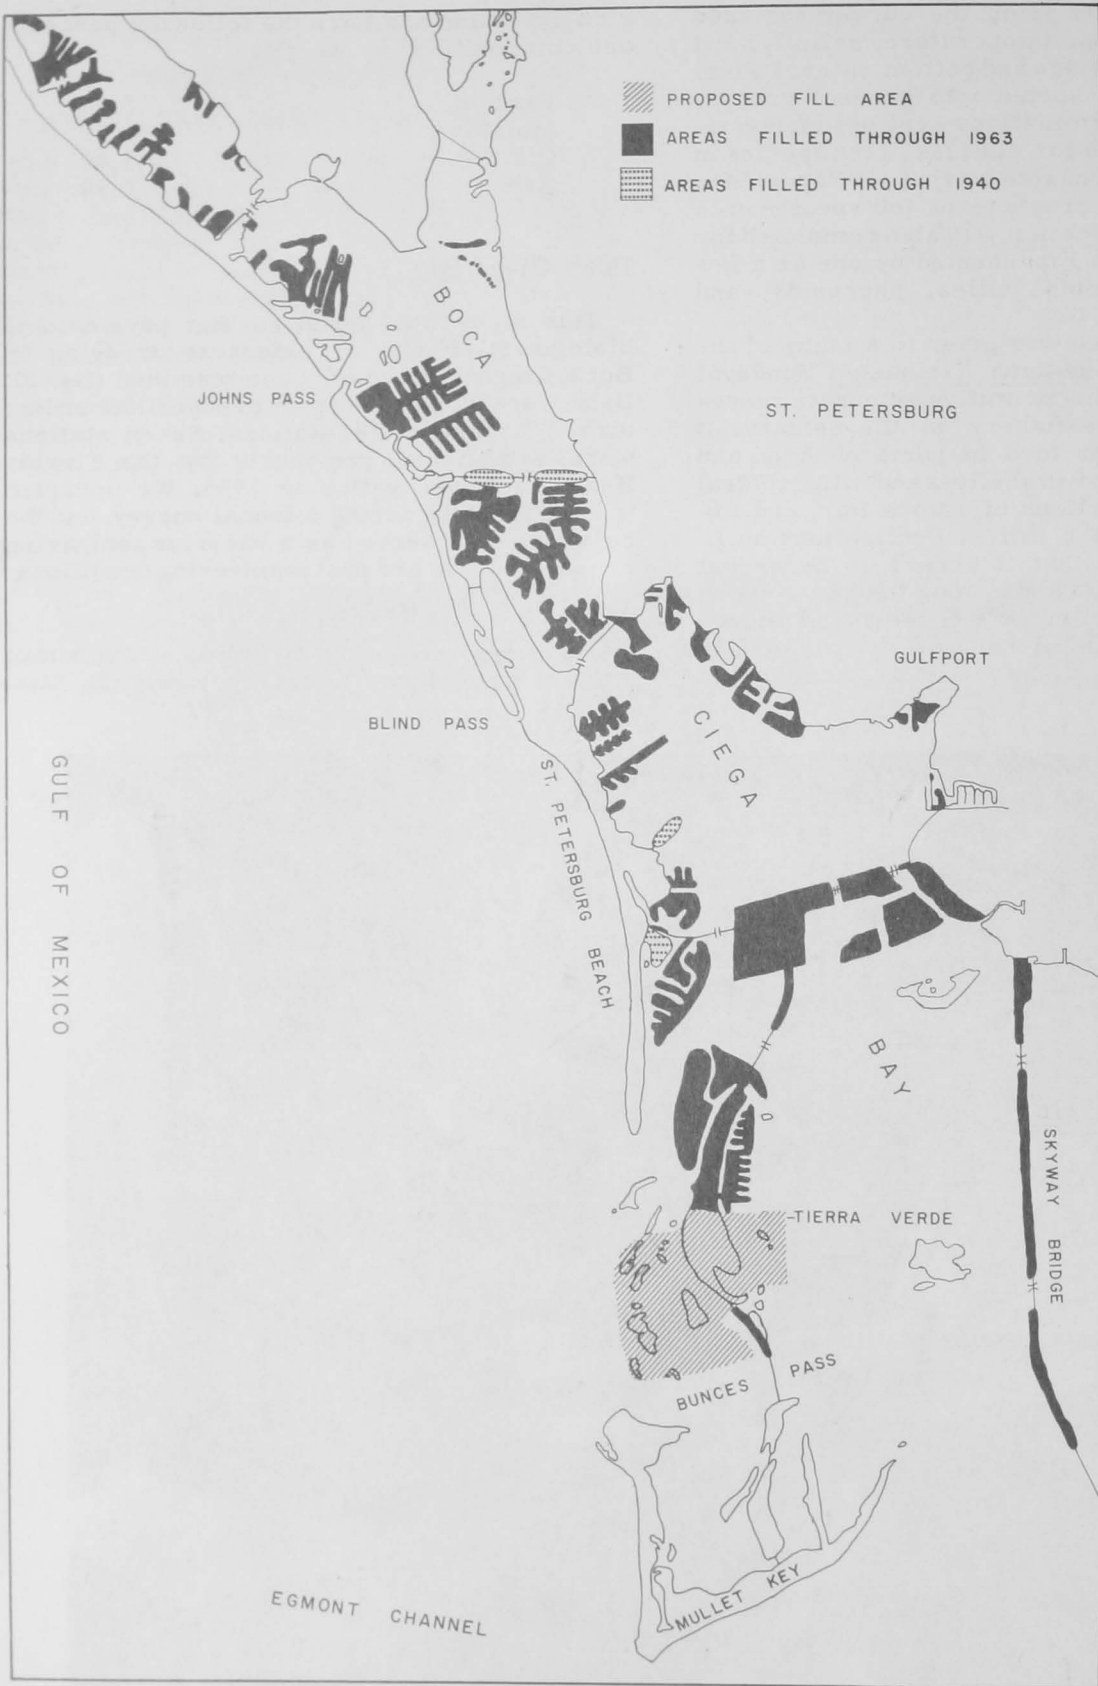 PROPOSED FILL AREA
AREAS FILLED THROUGH 1963
AREAS FILLED THROUGH 1940
BOCA
JOHNS PASS
ST. PETERSBURG
GULFPORT
BLIND PASS
CIEGA
GULF OF MEXICO
ST. PETERSBURG BEACH
BAY
SKYWAY BRIDGE
TIERRA VERDE
BUNCES PASS
EGMONT CHANNEL
MULLET KEY